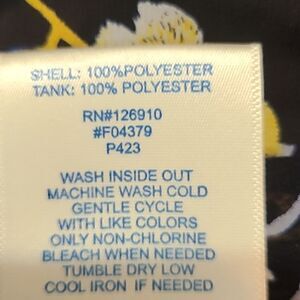 SHELL: 100%POLYESTER
TANK: 100% POLYESTER
RN#126910
#F04379
P423
WASH INSIDE OUT
MACHINE WASH COLD
GENTLE CYCLE
WITH LIKE COLORS
ONLY NON-CHLORINE
BLEACH WHEN NEEDED
TUMBLE DRY LOW
COOL IRON IF NEEDED